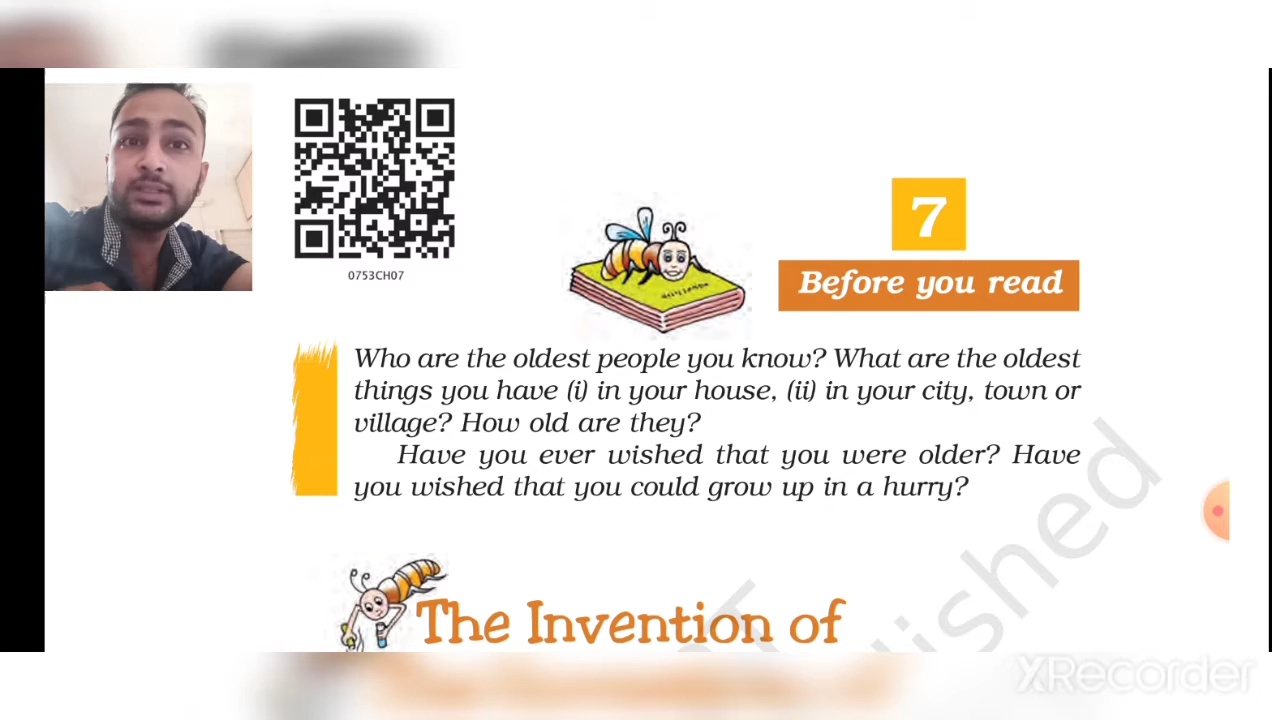 0753CH07
7
Before you read
Who are the oldest people you know? What are the oldest
things you have (i) in your house, (ii) in your city, town or
village? How old are they?
Have you ever wished that you were older? Have
you wished that you could grow up in a hurry?
The Invention of
XRecorder